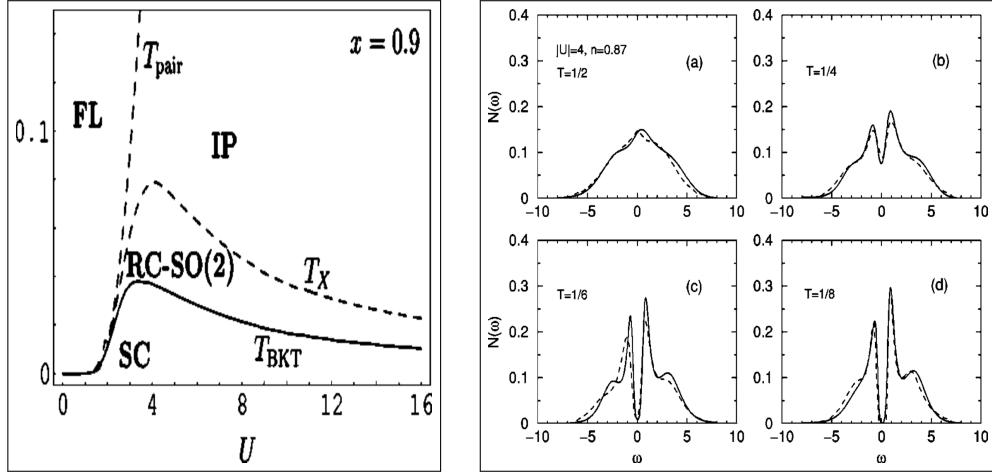 x = 0.9
T_pair
FL
0.1
IP
RC-SO(2)
T_X
SC
T_BKT
0
0 4 8 12 16
U
0.4
0.3
0.2
0.1
0
N(ω)
|U|=4, n=0.87
T=1/2
(a)
−10 −5 0 5 10
0.4
0.3
0.2
0.1
0
N(ω)
T=1/4
(b)
−10 −5 0 5 10
0.4
0.3
0.2
0.1
0
N(ω)
T=1/6
(c)
−10 −5 0 5 10
ω
0.4
0.3
0.2
0.1
0
N(ω)
T=1/8
(d)
−10 −5 0 5 10
ω